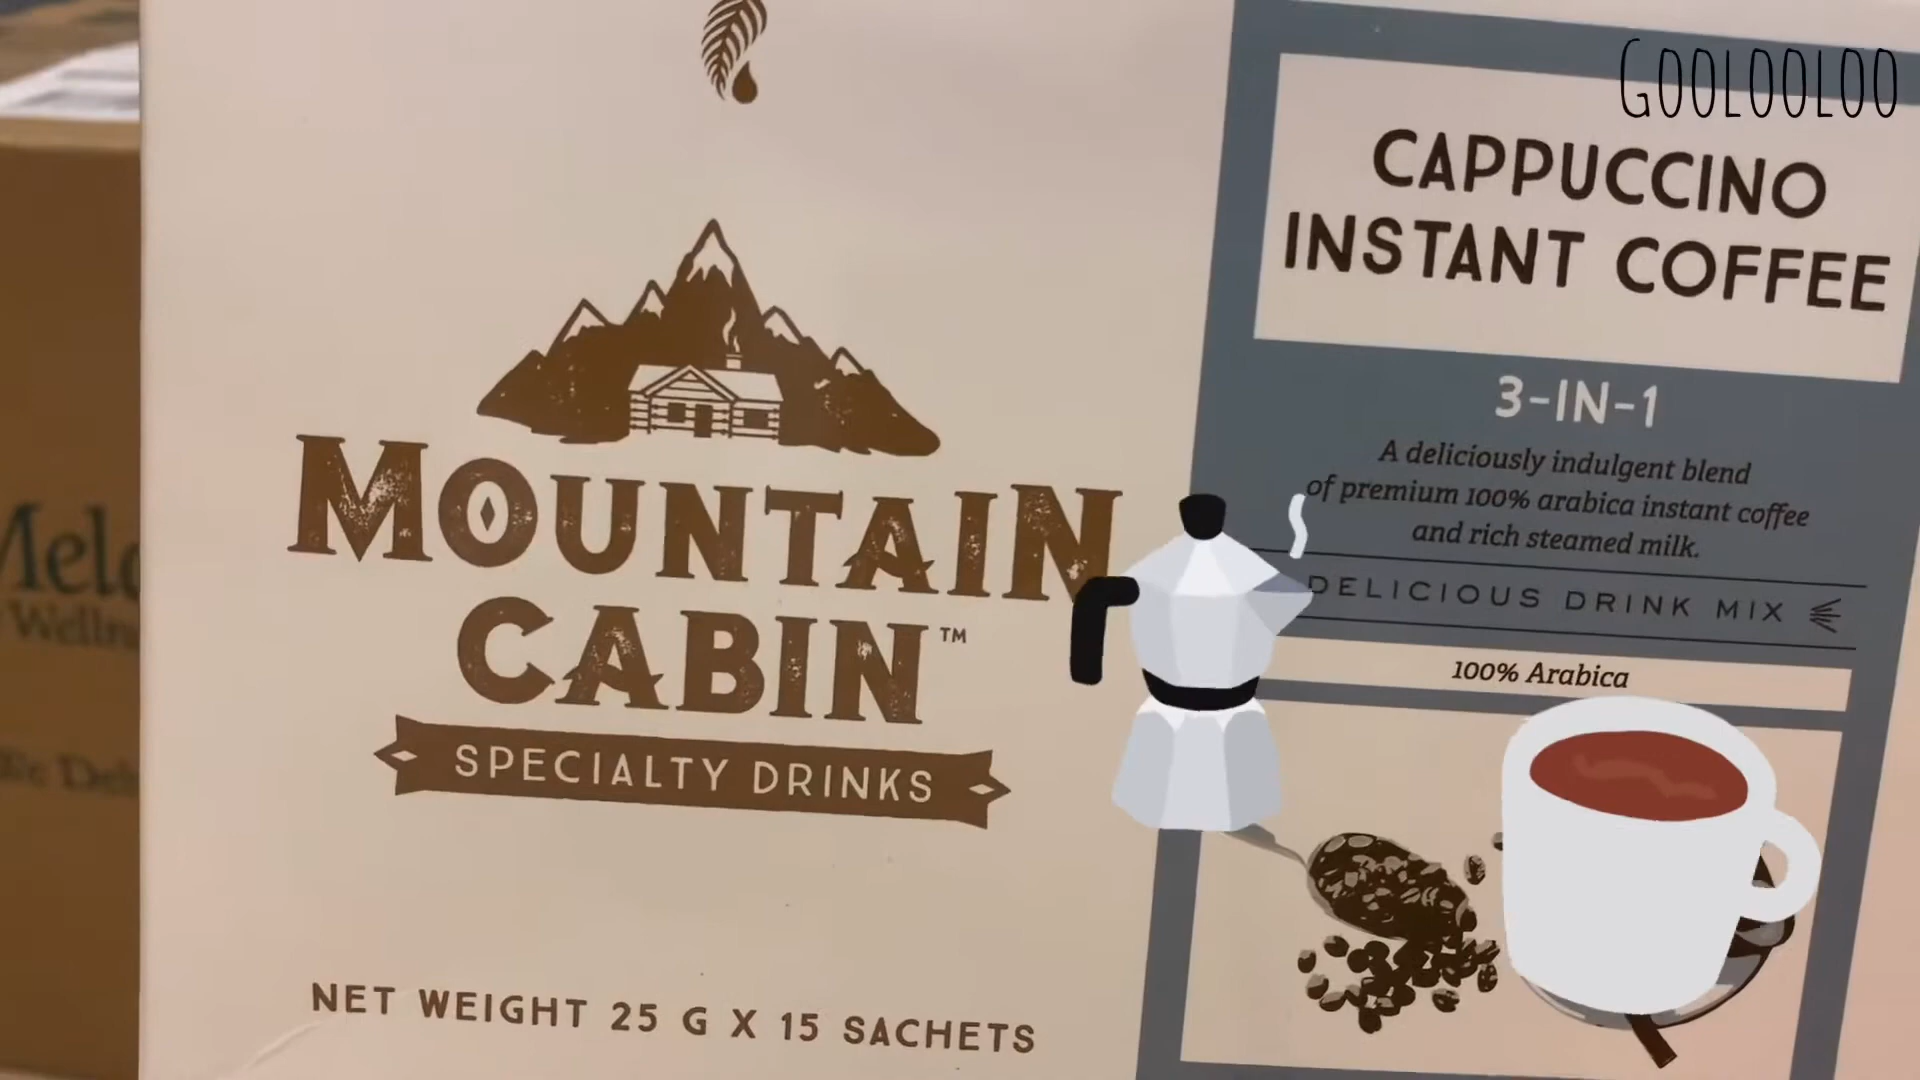 GOOLOOLOO
CAPPUCCINO
INSTANT COFFEE
3-IN-1
A deliciously indulgent blend
of premium 100% arabica instant coffee
and rich steamed milk.
DELICIOUS DRINK MIX
100% Arabica
MOUNTAIN
CABIN™
SPECIALTY DRINKS
NET WEIGHT 25 G X 15 SACHETS